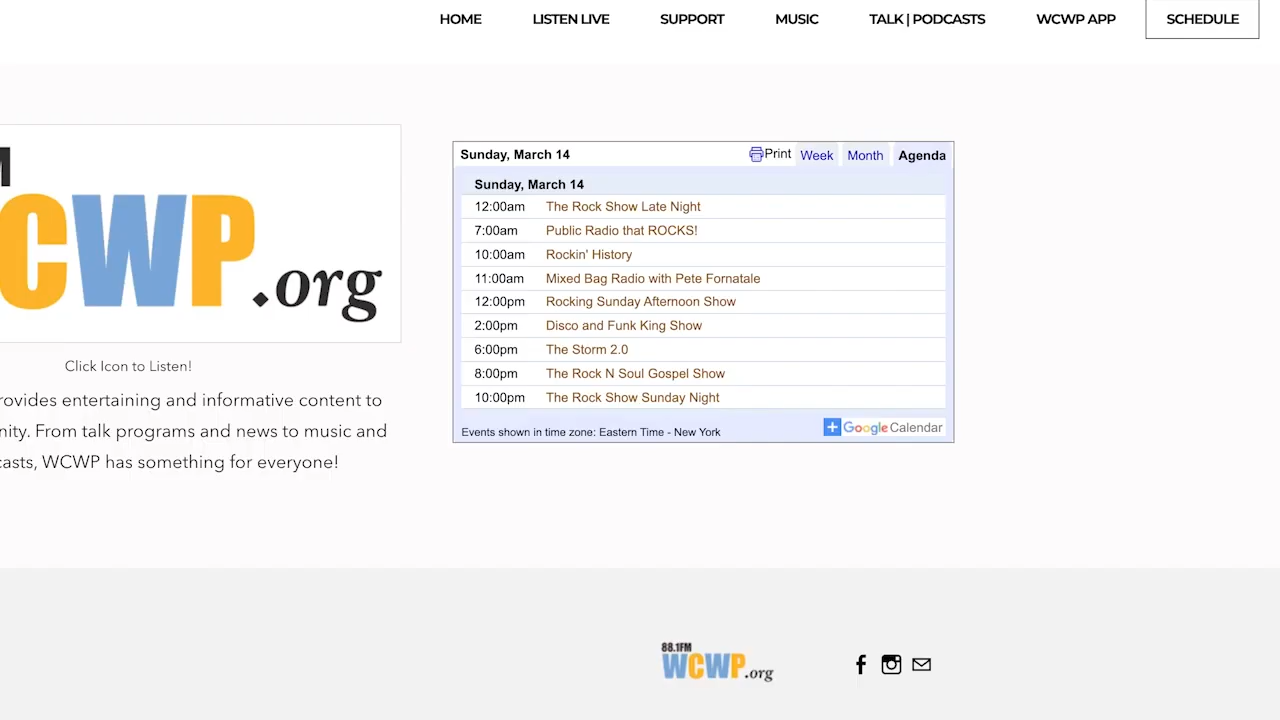 HOME LISTEN LIVE SUPPORT MUSIC TALK | PODCASTS WCWP APP SCHEDULE
CWP.org
Click Icon to Listen!
rovides entertaining and informative content to
nity. From talk programs and news to music and
casts, WCWP has something for everyone!
Sunday, March 14 Print Week Month Agenda
Sunday, March 14
12:00am The Rock Show Late Night
7:00am Public Radio that ROCKS!
10:00am Rockin' History
11:00am Mixed Bag Radio with Pete Fornatale
12:00pm Rocking Sunday Afternoon Show
2:00pm Disco and Funk King Show
6:00pm The Storm 2.0
8:00pm The Rock N Soul Gospel Show
10:00pm The Rock Show Sunday Night
Events shown in time zone: Eastern Time - New York
Google Calendar
88.1FM
WCWP.org